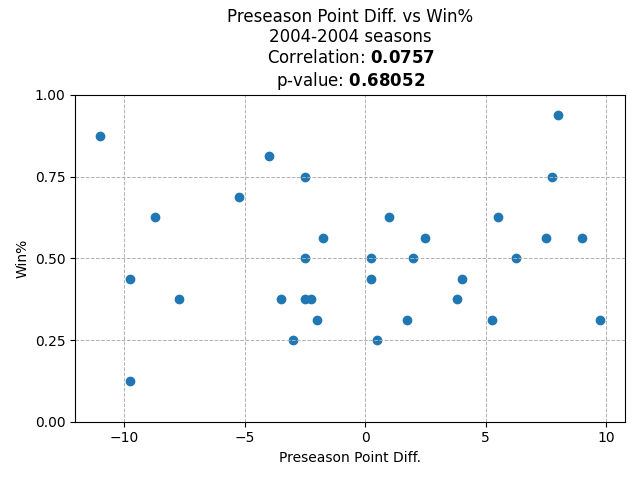 Preseason Point Diff. vs Win%
2004-2004 seasons
Correlation: 0.0757
p-value: 0.68052
1.00
0.75
0.50
0.25
0.00
Win%
−10
−5
0
5
10
Preseason Point Diff.